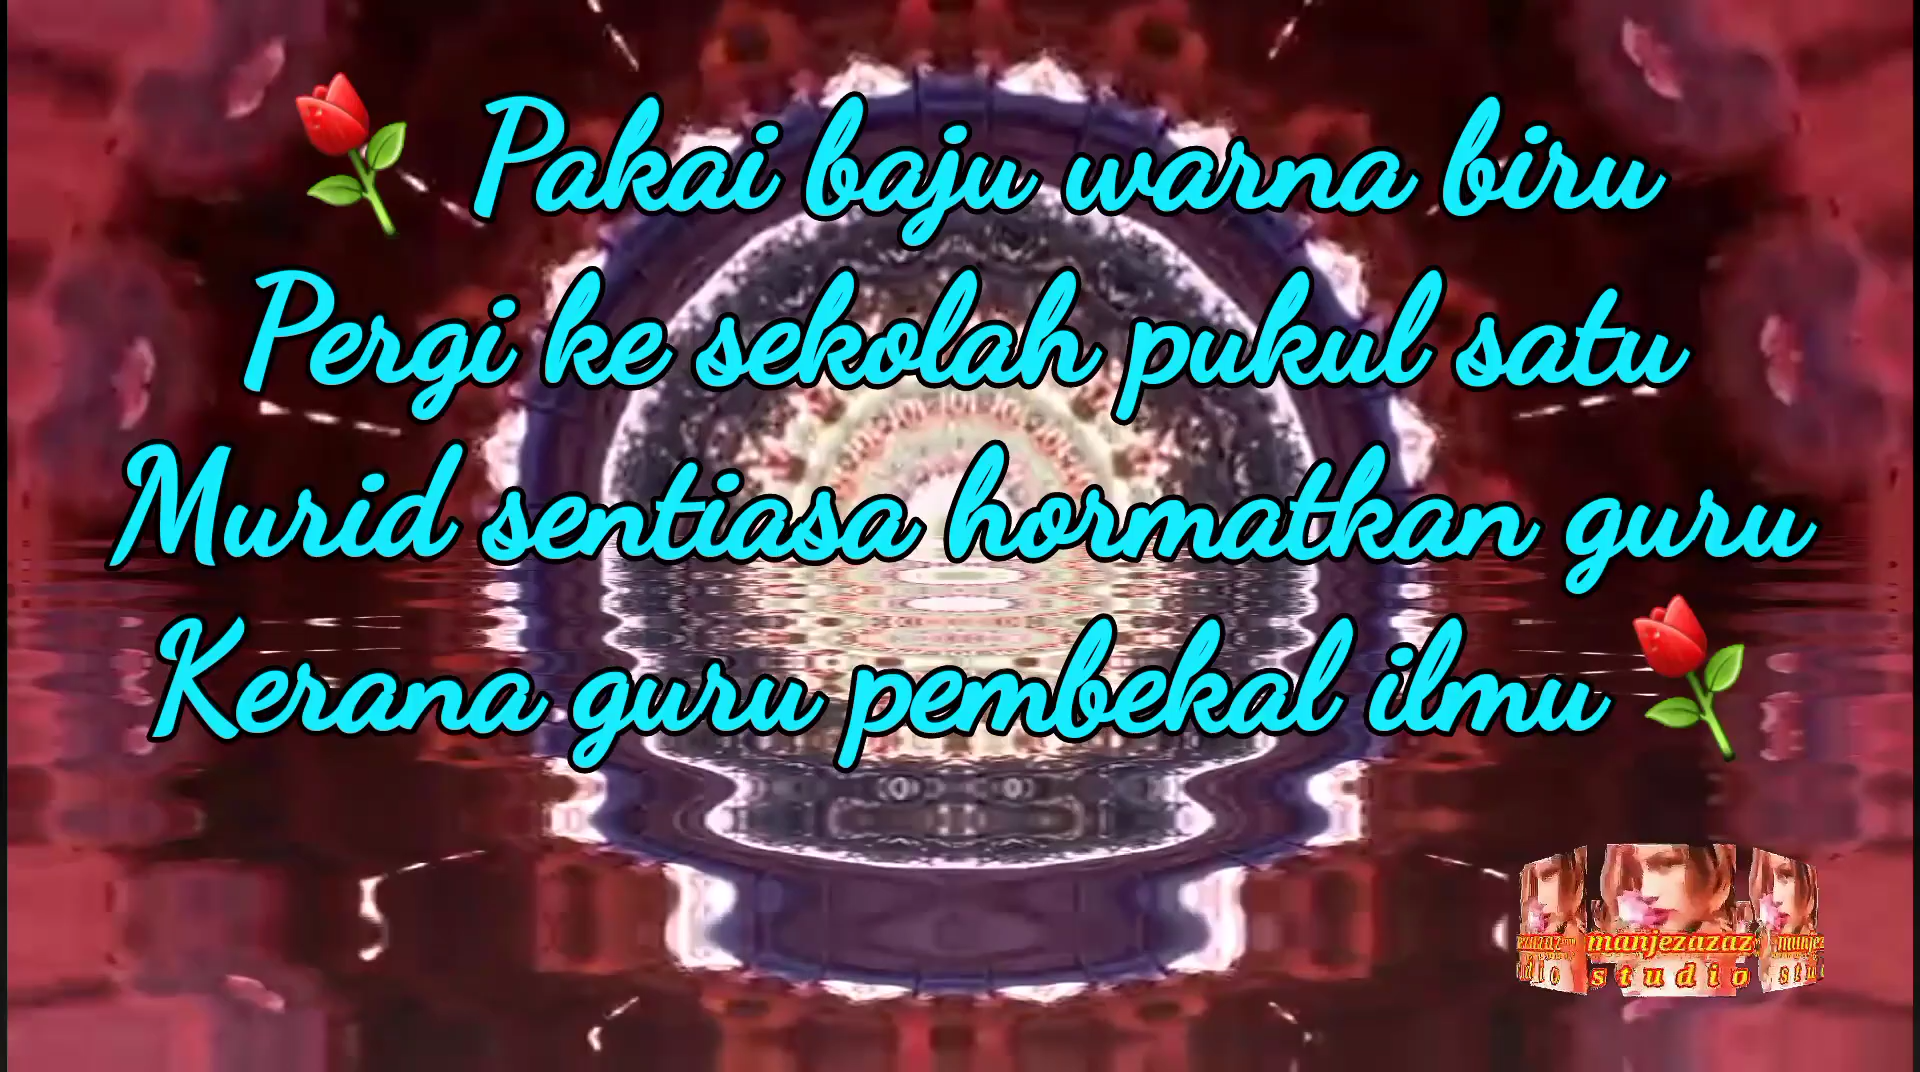 🌹 Pakai baju warna biru
Pergi ke sekolah pukul satu
Murid sentiasa hormatkan guru
Kerana guru pembekal ilmu 🌹
manjezazaz
studio